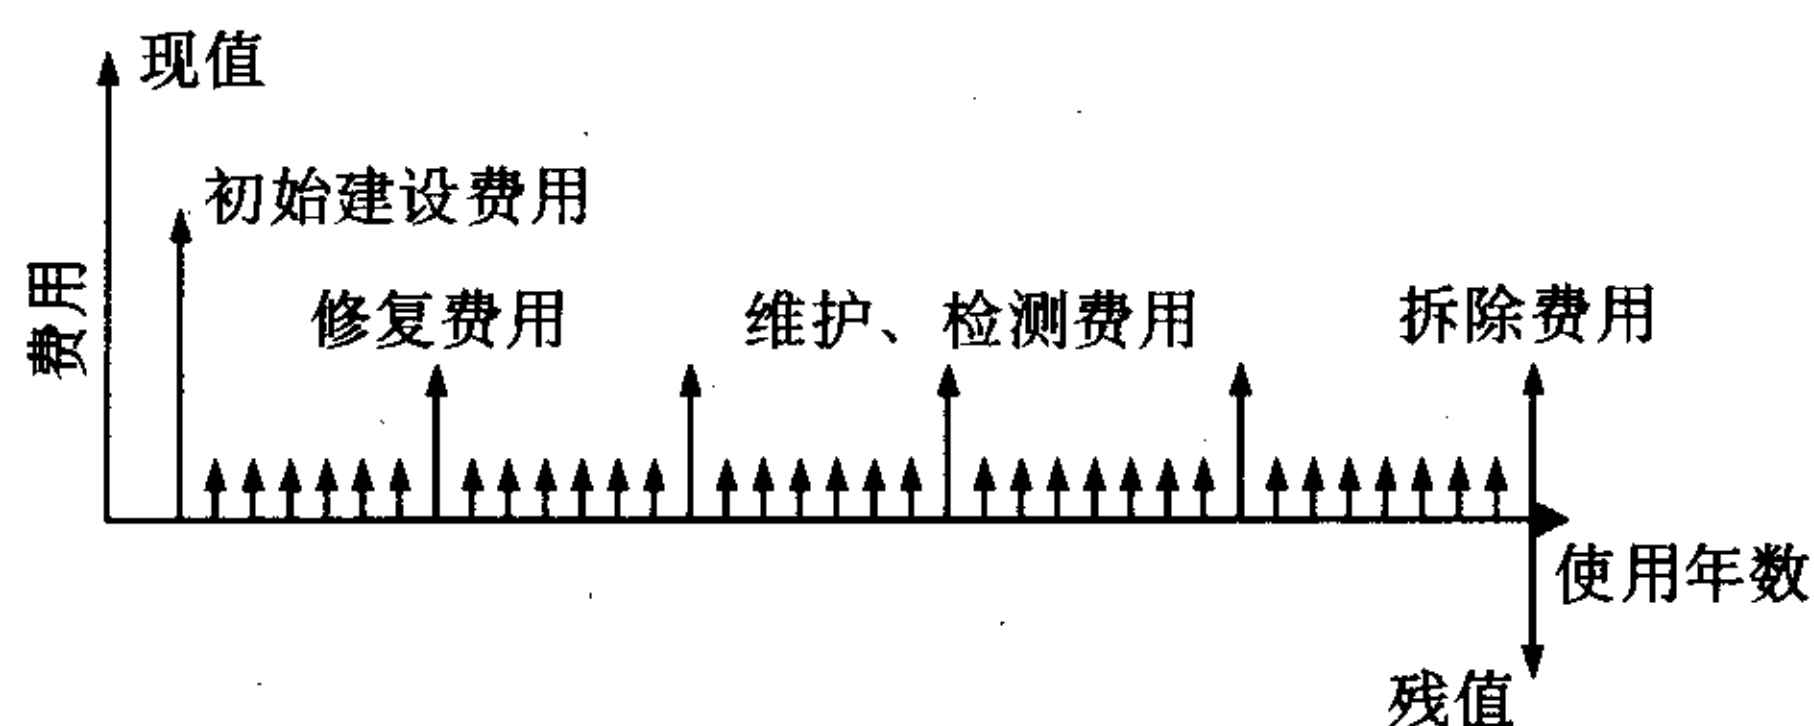 现值
初始建设费用
费用
修复费用
维护、检测费用
拆除费用
使用年数
残值